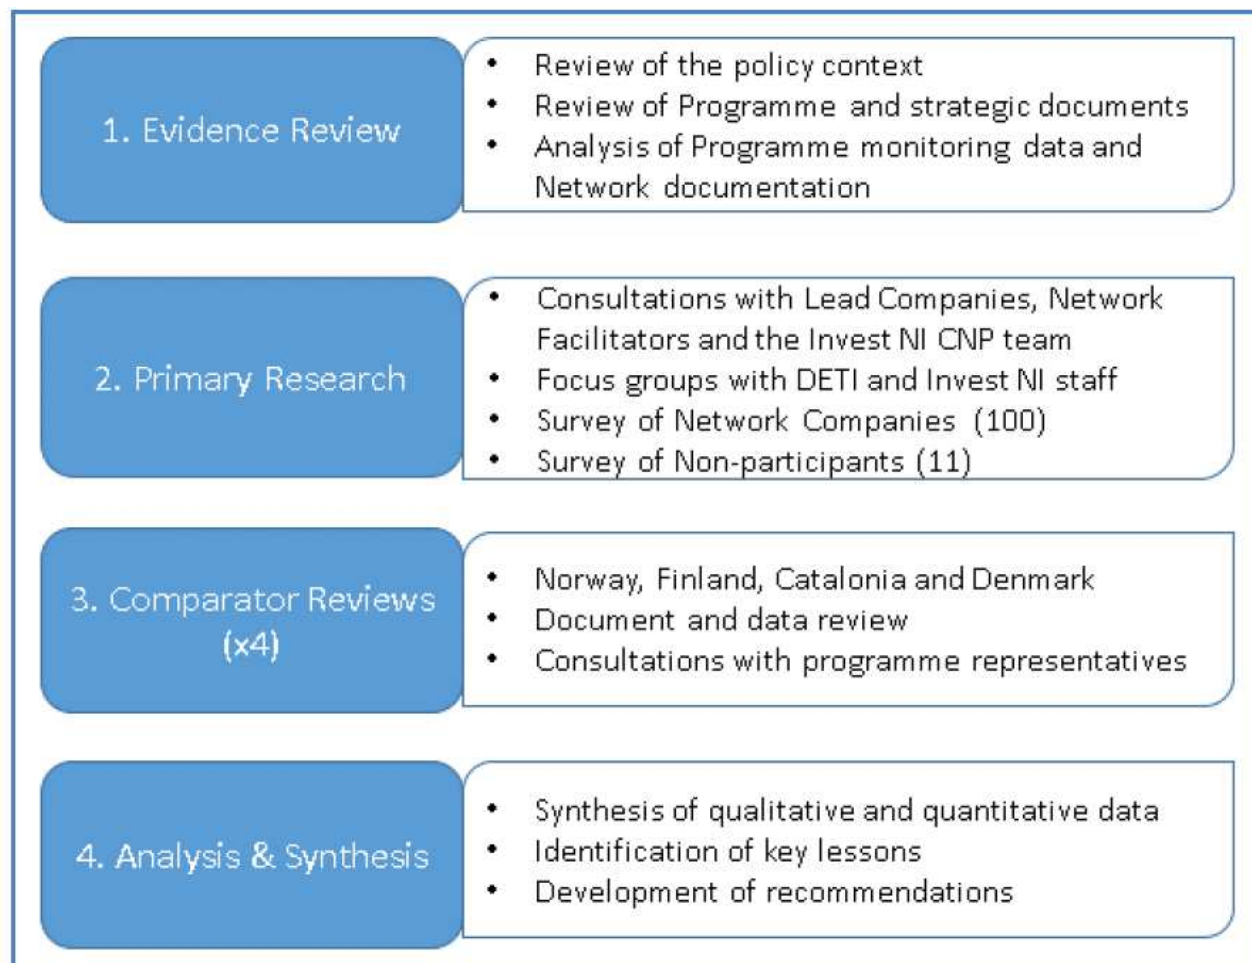 1. Evidence Review
• Review of the policy context
• Review of Programme and strategic documents
• Analysis of Programme monitoring data and
Network documentation
2. Primary Research
• Consultations with Lead Companies, Network
Facilitators and the Invest NI CNP team
• Focus groups with DETI and Invest NI staff
• Survey of Network Companies (100)
• Survey of Non-participants (11)
3. Comparator Reviews
(x4)
• Norway, Finland, Catalonia and Denmark
• Document and data review
• Consultations with programme representatives
4. Analysis & Synthesis
• Synthesis of qualitative and quantitative data
• Identification of key lessons
• Development of recommendations